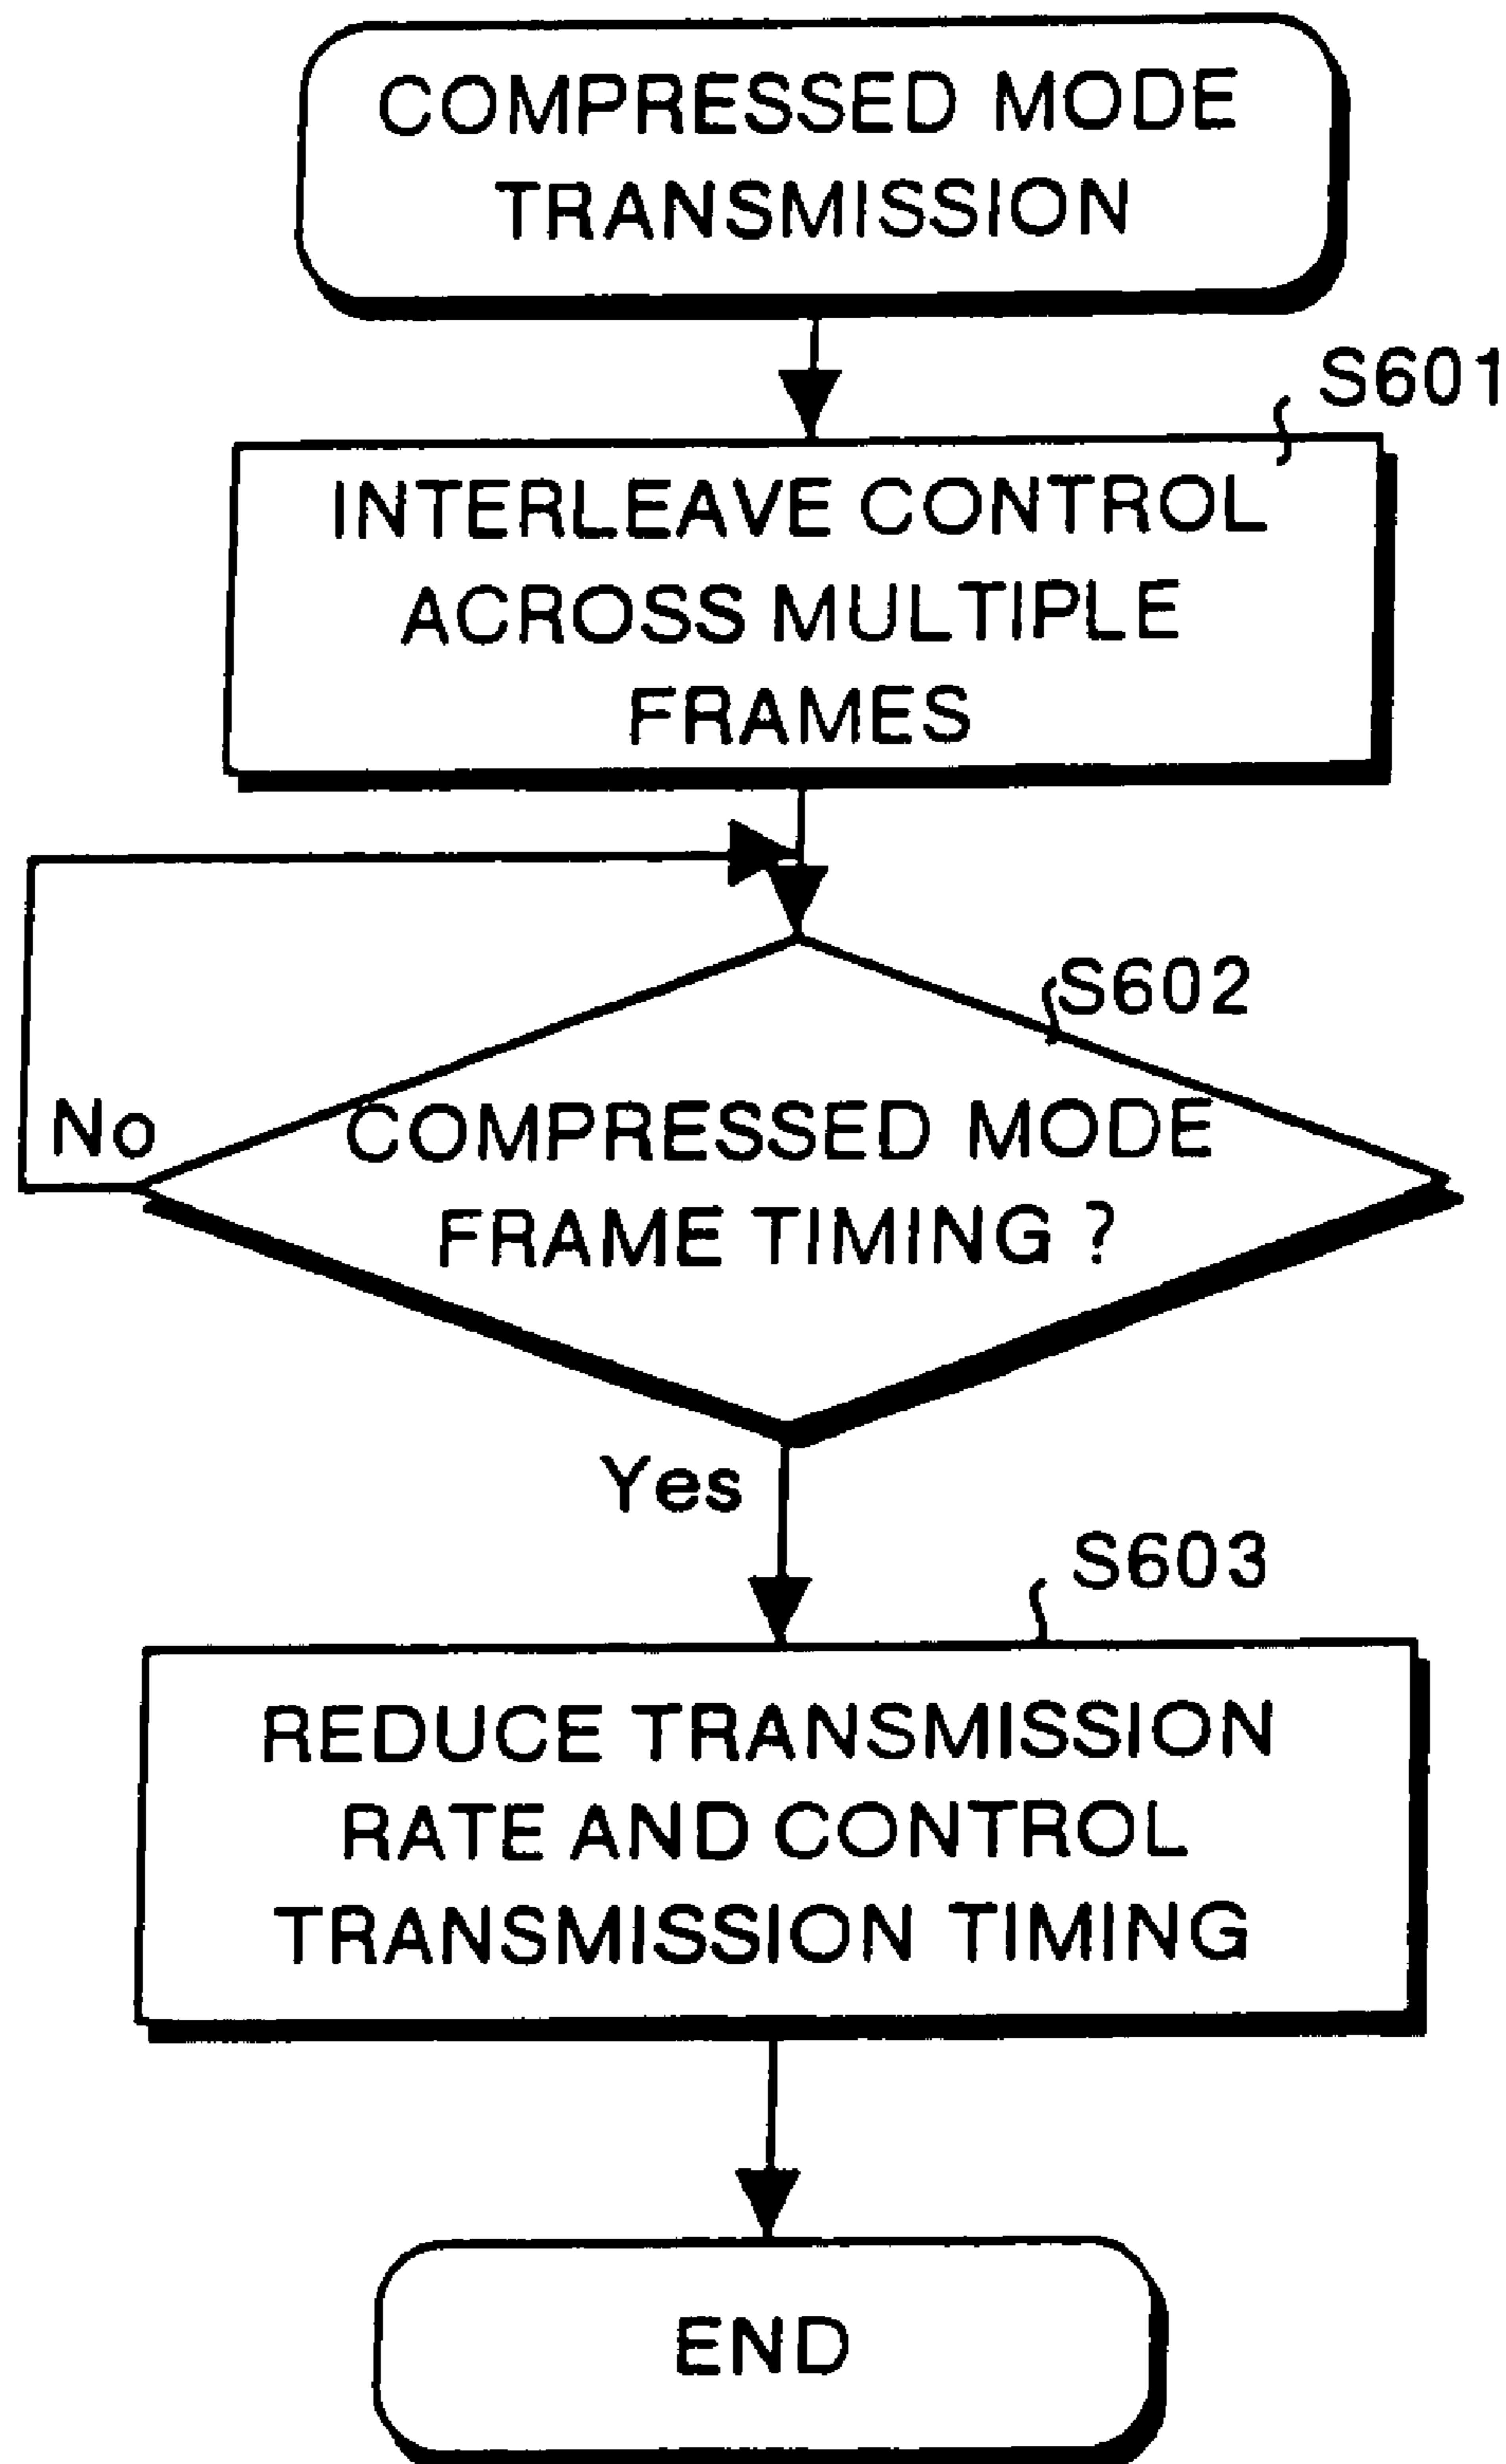 COMPRESSED MODE
TRANSMISSION
S601
INTERLEAVE CONTROL
ACROSS MULTIPLE
FRAMES
S602
No
COMPRESSED MODE
FRAME TIMING ?
Yes
S603
REDUCE TRANSMISSION
RATE AND CONTROL
TRANSMISSION TIMING
END